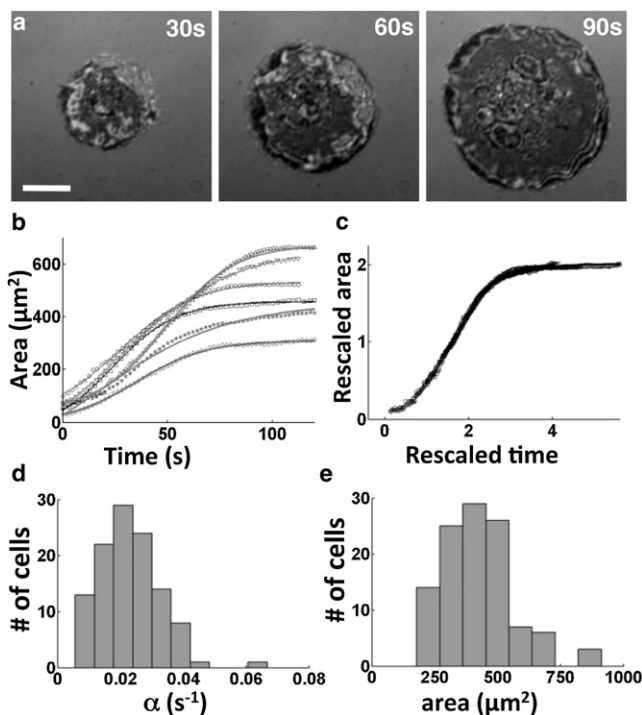 a 30s 60s 90s
b
Area (μm²)
600
400
200
0
0 50 100
Time (s)
c
Rescaled area
2
1
0
0 2 4
Rescaled time
d
# of cells
30
20
10
0
0 0.02 0.04 0.06 0.08
α (s⁻¹)
e
# of cells
30
20
10
0
0 250 500 750 1000
area (μm²)